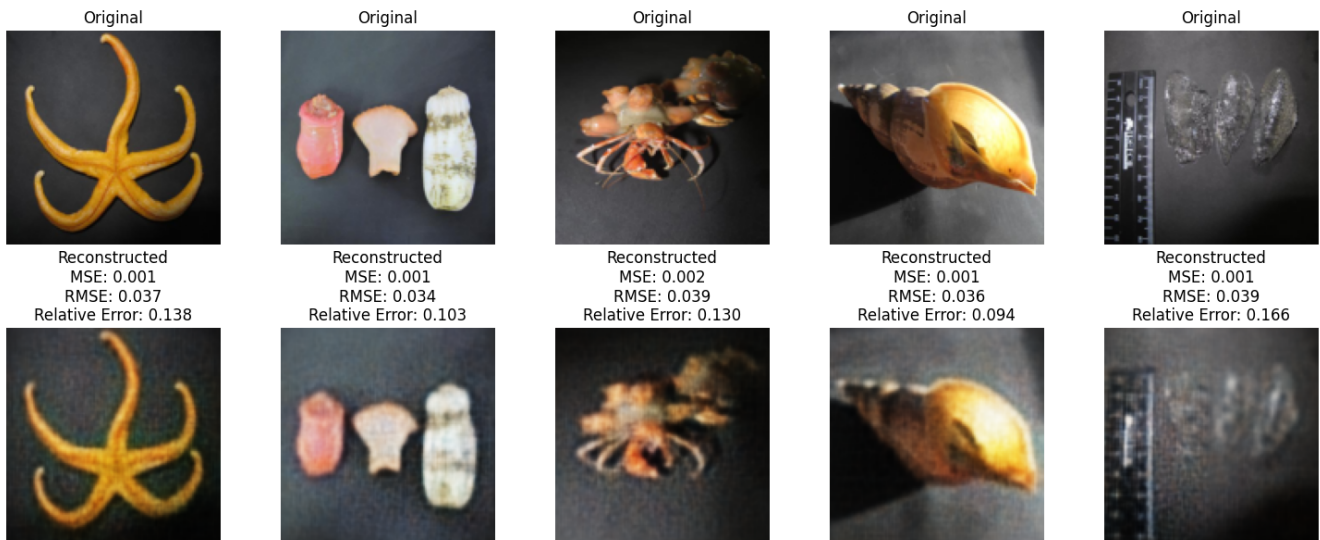 Original
Original
Original
Original
Original
Reconstructed
MSE: 0.001
RMSE: 0.037
Relative Error: 0.138
Reconstructed
MSE: 0.001
RMSE: 0.034
Relative Error: 0.103
Reconstructed
MSE: 0.002
RMSE: 0.039
Relative Error: 0.130
Reconstructed
MSE: 0.001
RMSE: 0.036
Relative Error: 0.094
Reconstructed
MSE: 0.001
RMSE: 0.039
Relative Error: 0.166